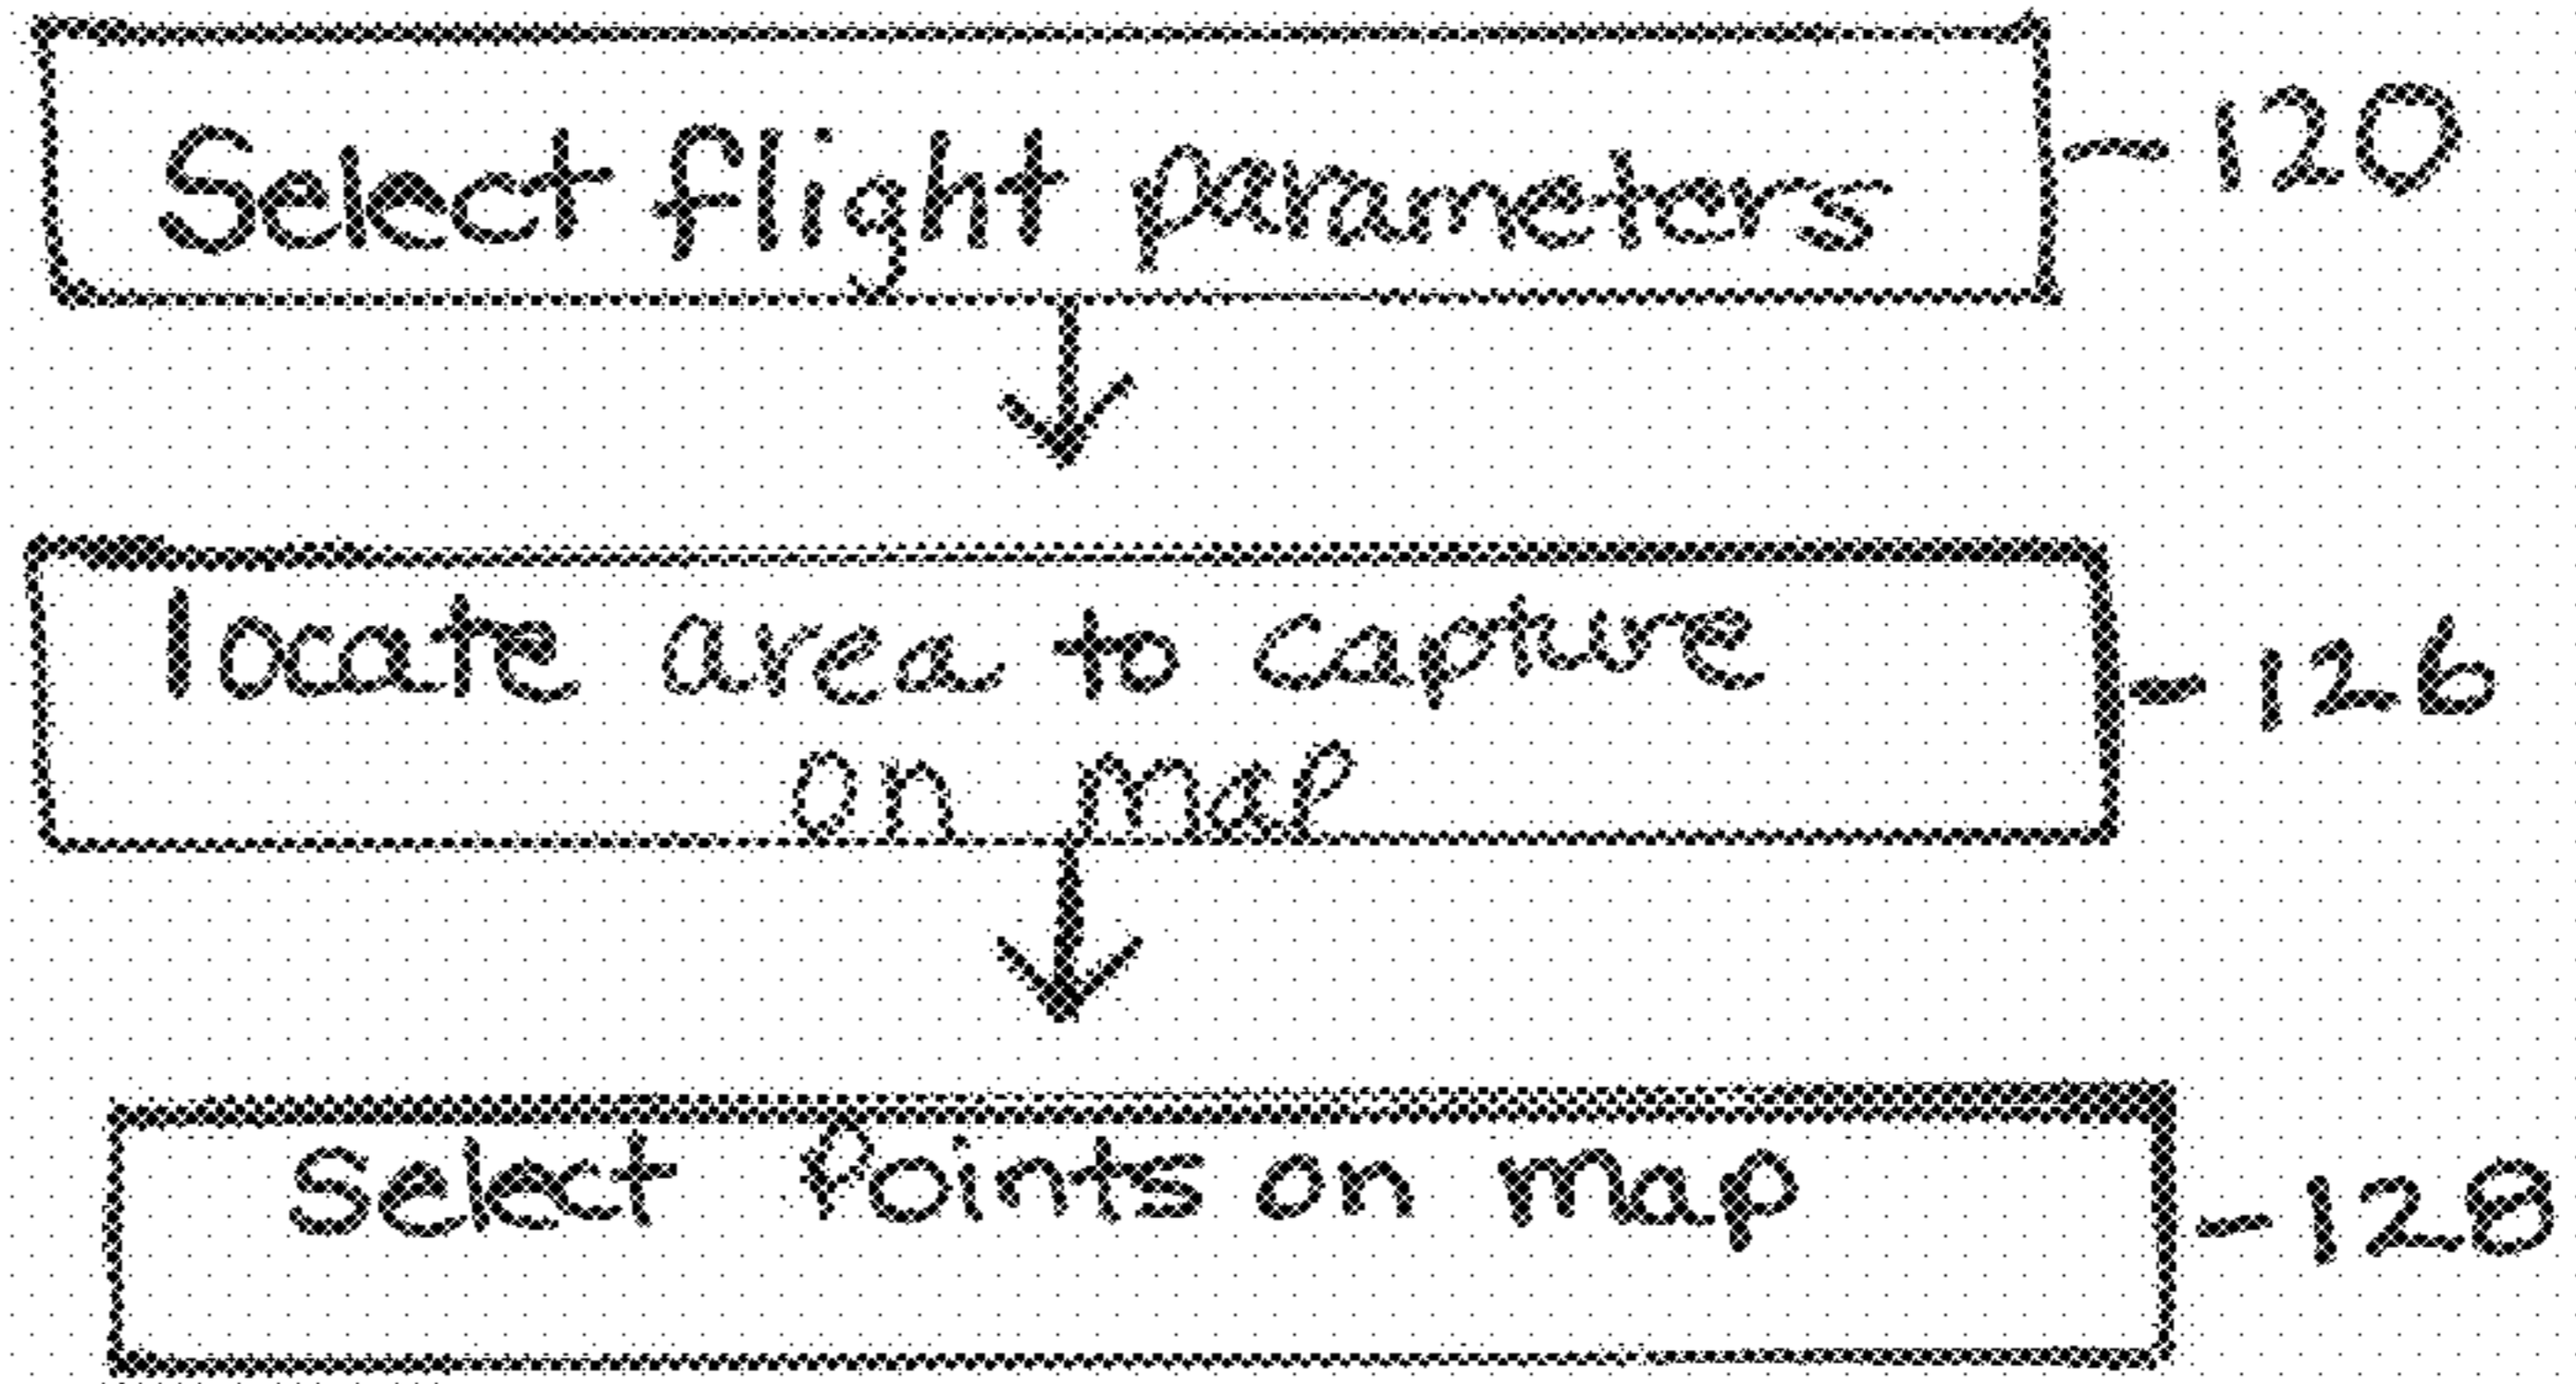 Select flight parameters - 120
locate area to capture - 126
on map
Select Points on map - 128